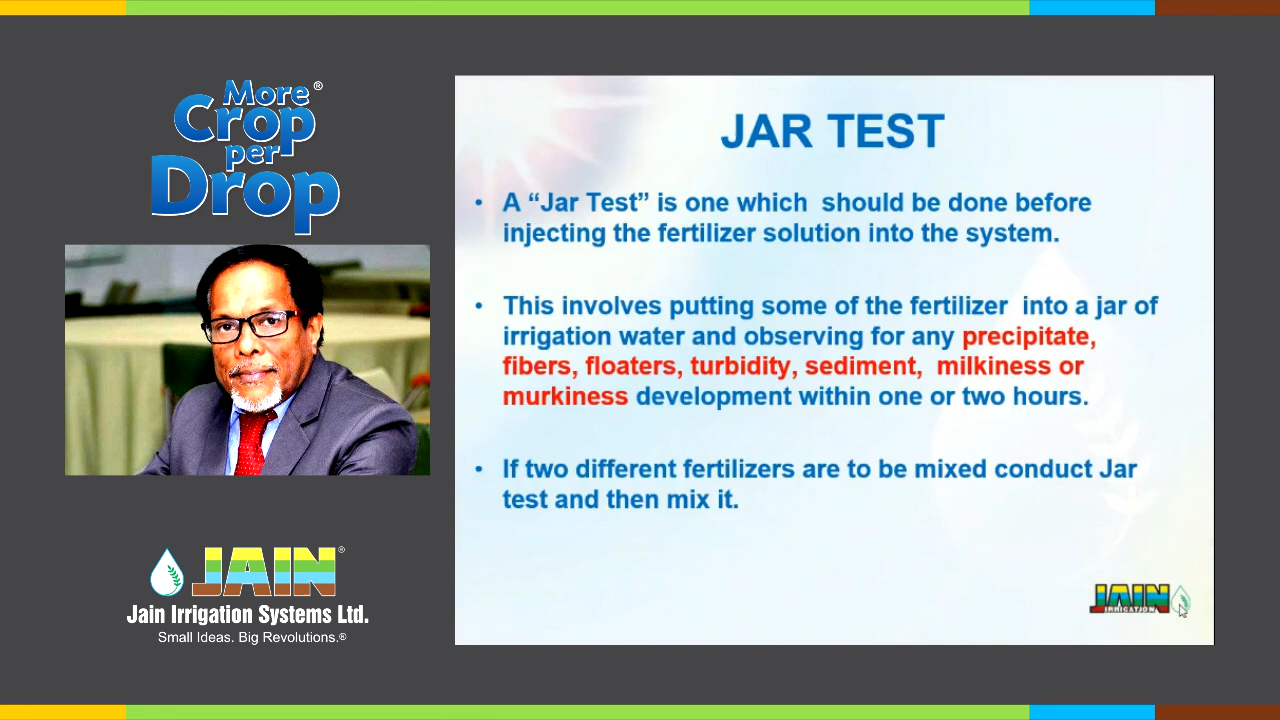 More®
Crop
per
Drop
JAIN®
Jain Irrigation Systems Ltd.
Small Ideas. Big Revolutions.®
JAR TEST
• A “Jar Test” is one which should be done before
injecting the fertilizer solution into the system.
• This involves putting some of the fertilizer into a jar of
irrigation water and observing for any precipitate,
fibers, floaters, turbidity, sediment, milkiness or
murkiness development within one or two hours.
• If two different fertilizers are to be mixed conduct Jar
test and then mix it.
JAIN
IRRIGATION